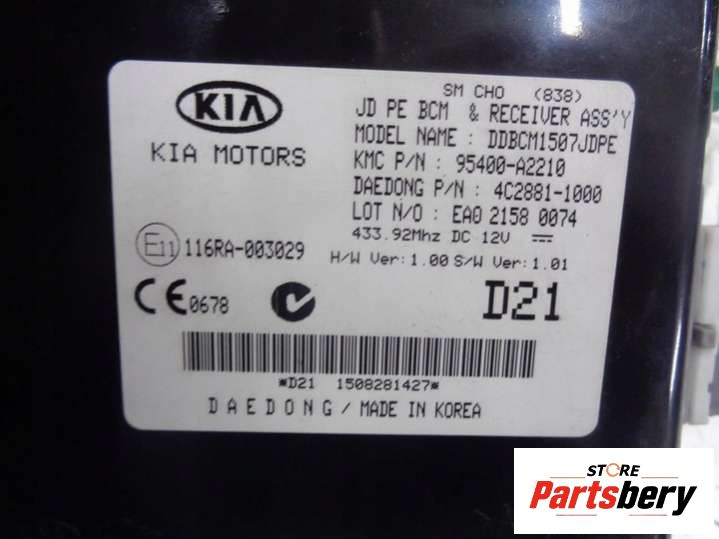 SM CHO (838)
KIA
JD PE BCM & RECEIVER ASS'Y
MODEL NAME : DDBCM1507JDPE
KIA MOTORS
KMC P/N : 95400-A2210
DAEDONG P/N : 4C2881-1000
LOT N/O : EA0 2158 0074
433.92Mhz DC 12V
E11 116RA-003029
H/W Ver:1.00 S/W Ver:1.01
CE 0678
D21
*D21 1508281427*
DAEDONG / MADE IN KOREA
STORE
Partsbery